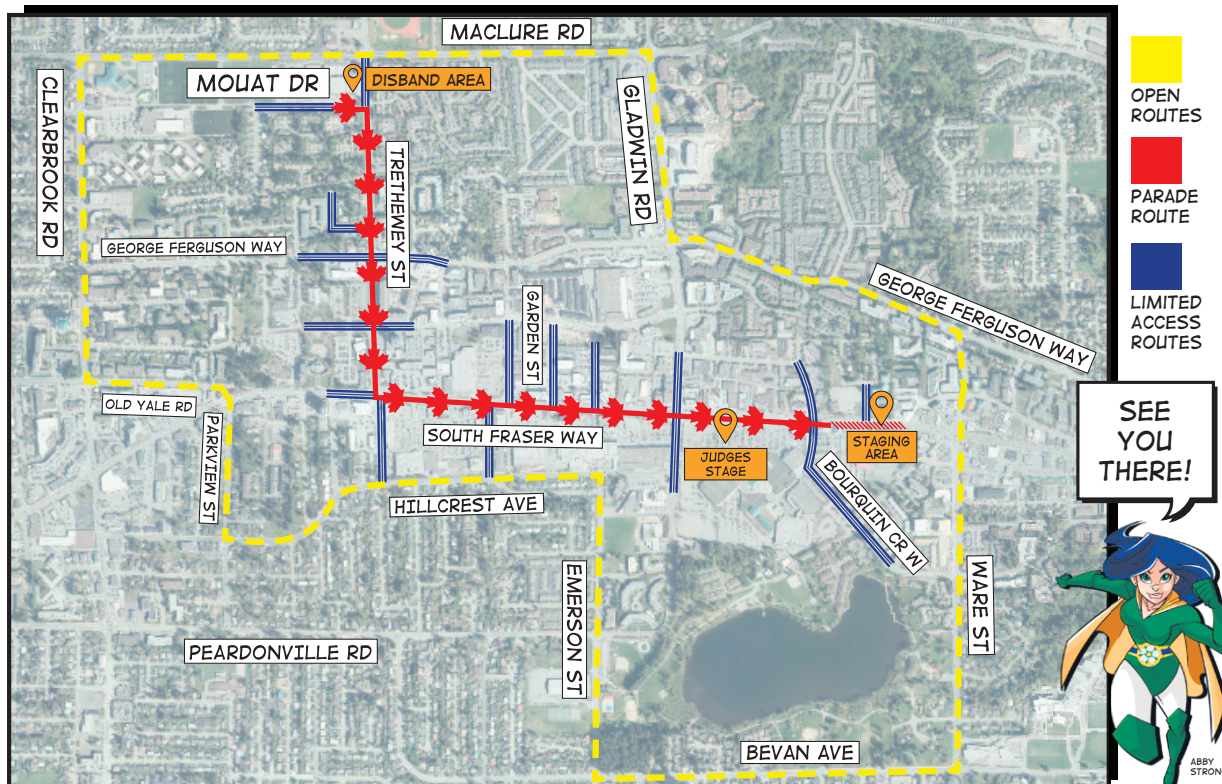 MACLURE RD
MOUAT DR
DISBAND AREA
CLEARBROOK RD
TRETHEWEY ST
GLADWIN RD
GEORGE FERGUSON WAY
GEORGE FERGUSON WAY
GARDEN ST
OLD YALE RD
PARKVIEW ST
SOUTH FRASER WAY
JUDGES
STAGE
STAGING
AREA
HILLCREST AVE
BOURQUIN CR W
EMERSON ST
WARE ST
PEARDONVILLE RD
BEVAN AVE
OPEN
ROUTES
PARADE
ROUTE
LIMITED
ACCESS
ROUTES
SEE
YOU
THERE!
ABBY
STRONG